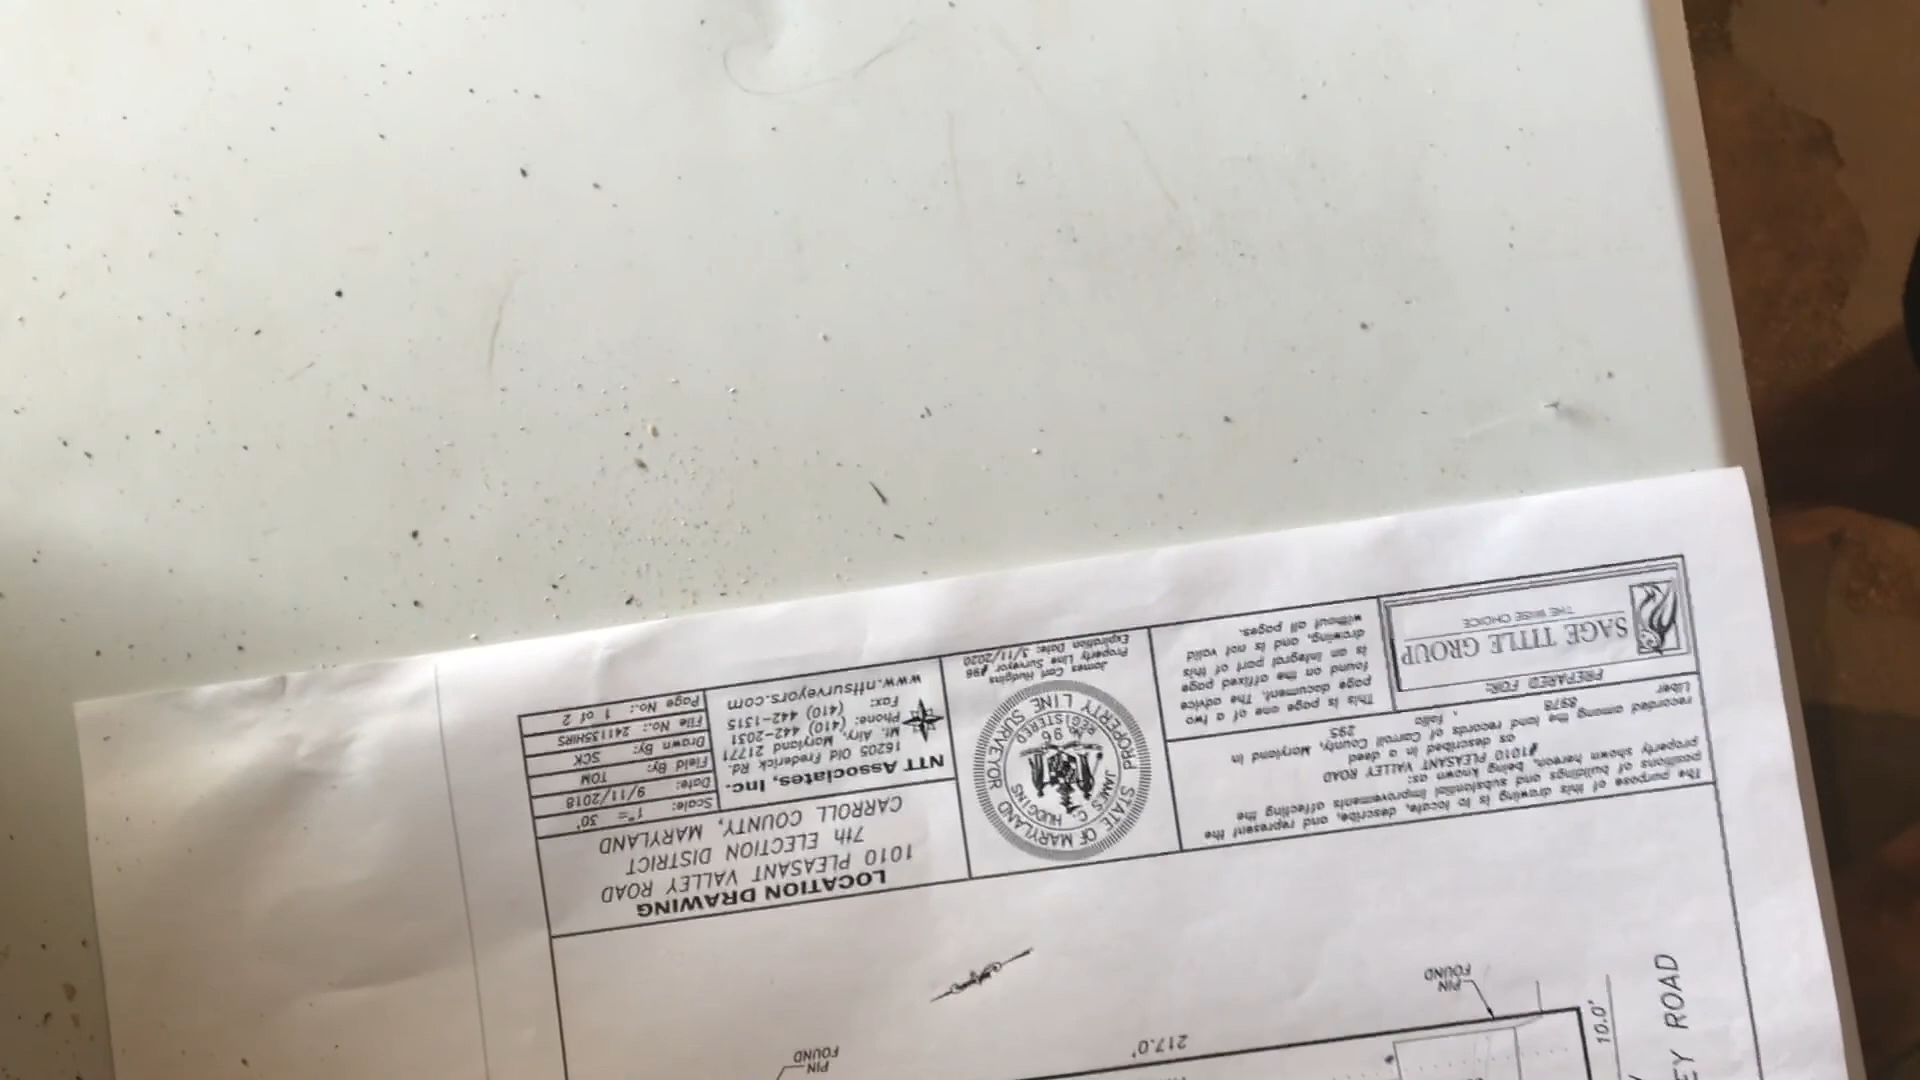 PIN
FOUND
217.0'
PIN
FOUND
10.0'
EY ROAD
LOCATION DRAWING
1010 PLEASANT VALLEY ROAD
7th ELECTION DISTRICT
CARROLL COUNTY, MARYLAND
Scale: 1"= 30'
Date: 9/11/2018
Field By: TOM
Drawn By: SCK
File No.: 241135HIRS
Page No.: 1 of 2
NTT Associates, Inc.
16205 Old Frederick Rd.
Mt. Airy, Maryland 21771
Phone: (410) 442-2031
Fax: (410) 442-1315
www.nttsurveyors.com
STATE OF MARYLAND
JAMES C. HUDGINS
No 96
REGISTERED
PROPERTY LINE SURVEYOR
James Carl Hudgins
Property Line Surveyor #96
Expiration Date: 3/11/2020
The purpose of this drawing is to locate, describe, and represent the
positions of buildings and substantial improvements affecting the
property shown hereon, being known as:
#1010 PLEASANT VALLEY ROAD
as described in a deed
recorded among the land records of Carroll County, Maryland in
Liber 8978 , folio 295
This is page one of a two
page document. The advice
found on the affixed page
is an integral part of this
drawing, and is not valid
without all pages.
PREPARED FOR:
SAGE TITLE GROUP
THE WISE CHOICE